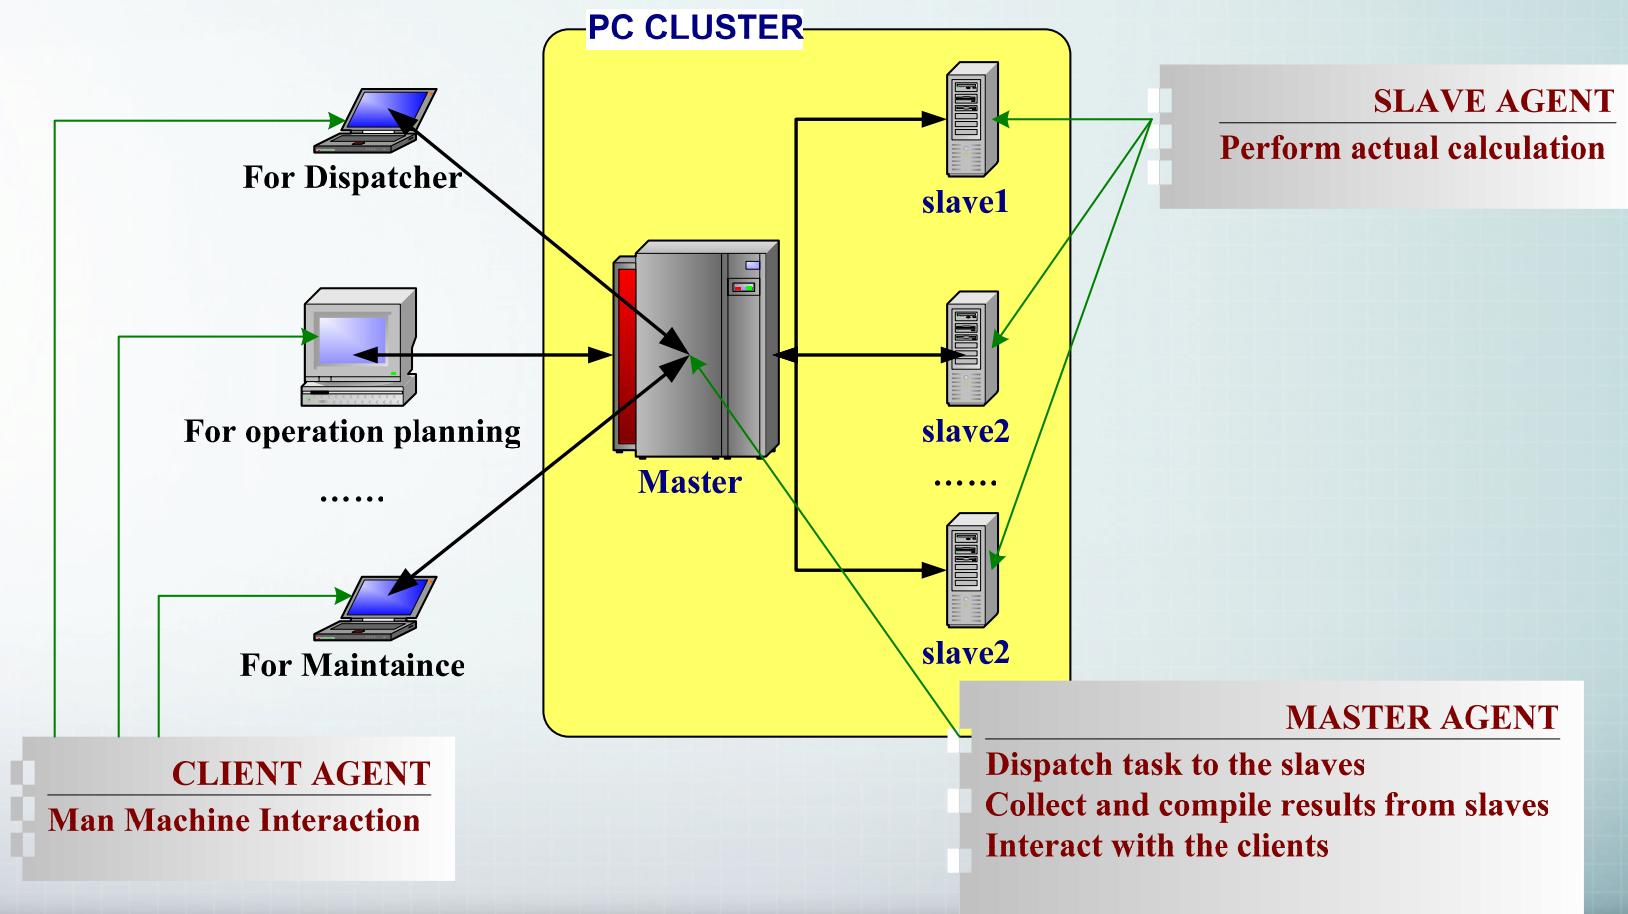 PC CLUSTER
For Dispatcher
For operation planning
......
For Maintaince
Master
slave1
slave2
......
slave2
SLAVE AGENT
Perform actual calculation
CLIENT AGENT
Man Machine Interaction
MASTER AGENT
Dispatch task to the slaves
Collect and compile results from slaves
Interact with the clients